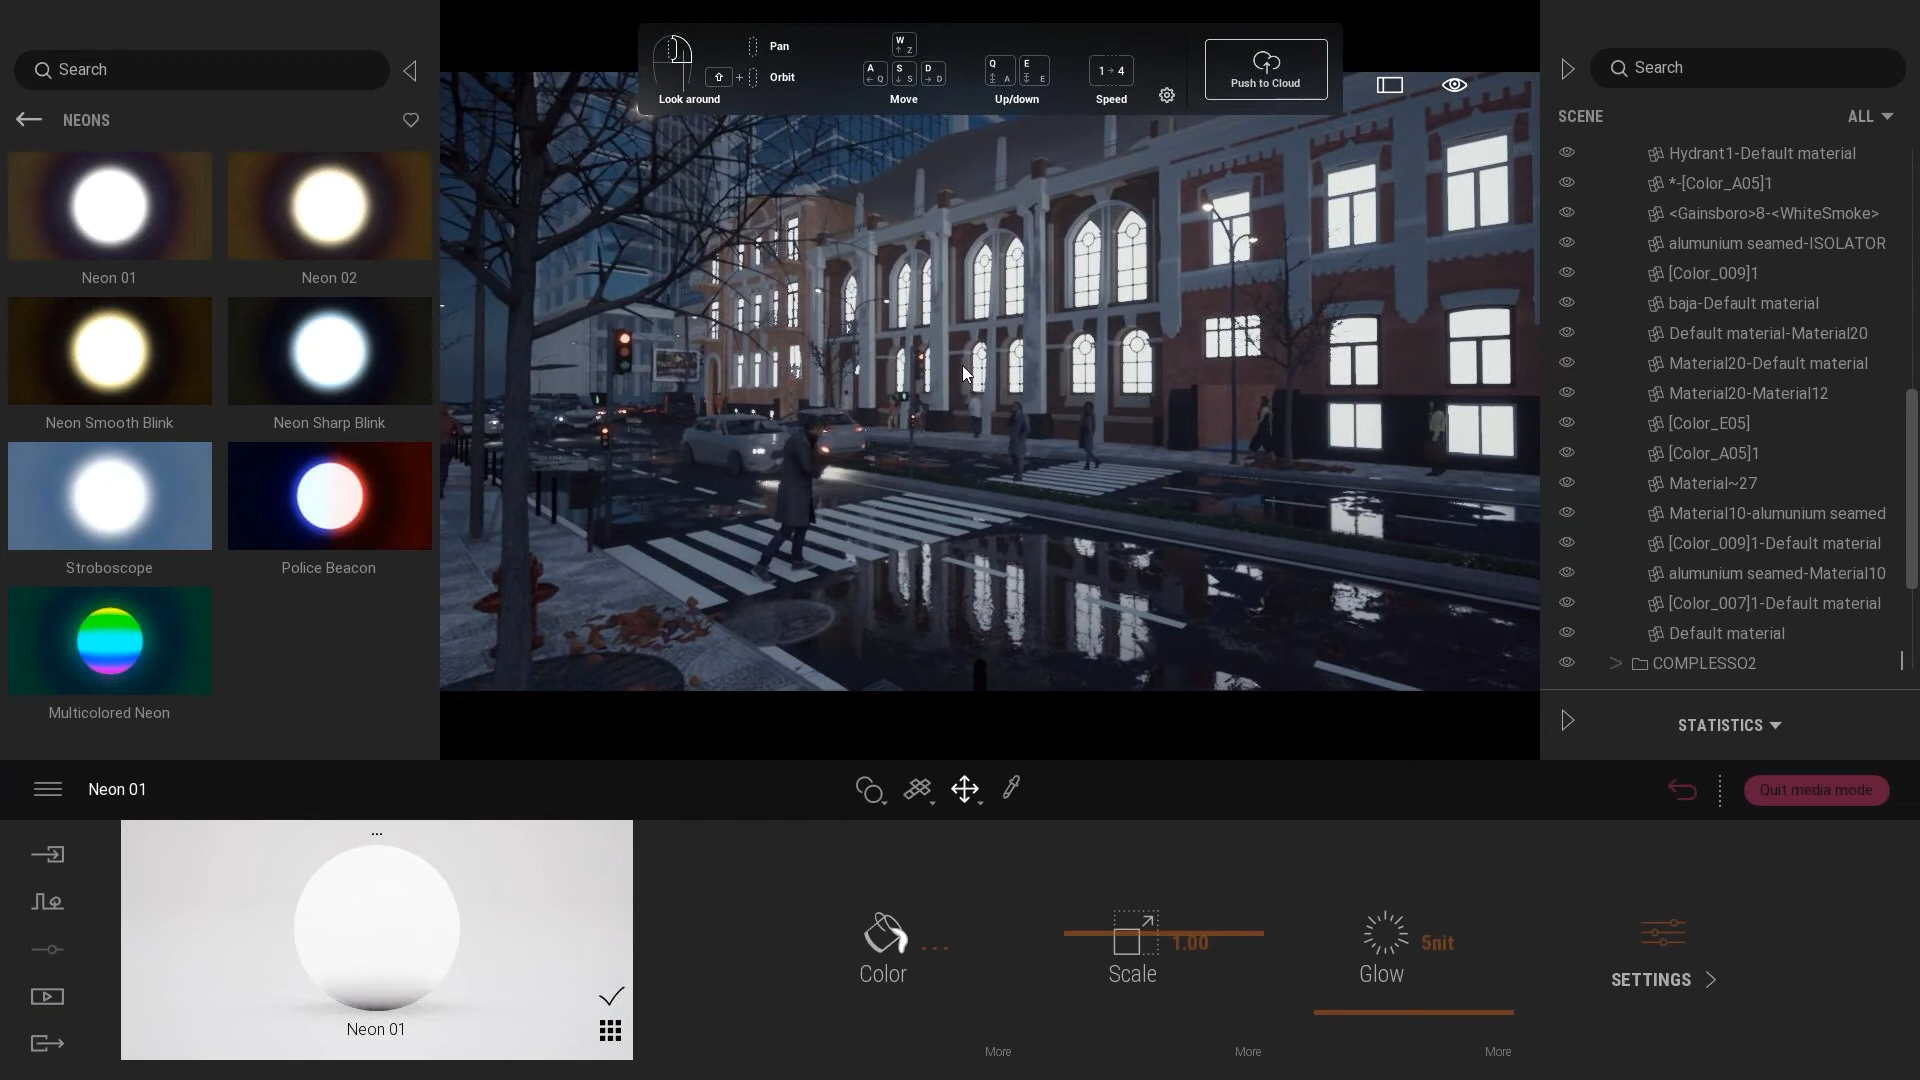 Search
NEONS
Neon 01
Neon 02
Neon Smooth Blink
Neon Sharp Blink
Stroboscope
Police Beacon
Multicolored Neon
Look around
Pan
Orbit
W
Z
A
Q
S
S
D
D
Move
Q
A
E
E
Up/down
1 → 4
Speed
Push to Cloud
Search
SCENE
ALL
Hydrant1-Default material
*-[Color_A05]1
<Gainsboro>8-<WhiteSmoke>
alumunium seamed-ISOLATOR
[Color_009]1
baja-Default material
Default material-Material20
Material20-Default material
Material20-Material12
[Color_E05]
[Color_A05]1
Material~27
Material10-alumunium seamed
[Color_009]1-Default material
alumunium seamed-Material10
[Color_007]1-Default material
Default material
COMPLESSO2
STATISTICS
Neon 01
Quit media mode
...
Neon 01
Color
...
More
Scale
1.00
More
Glow
5nit
More
SETTINGS